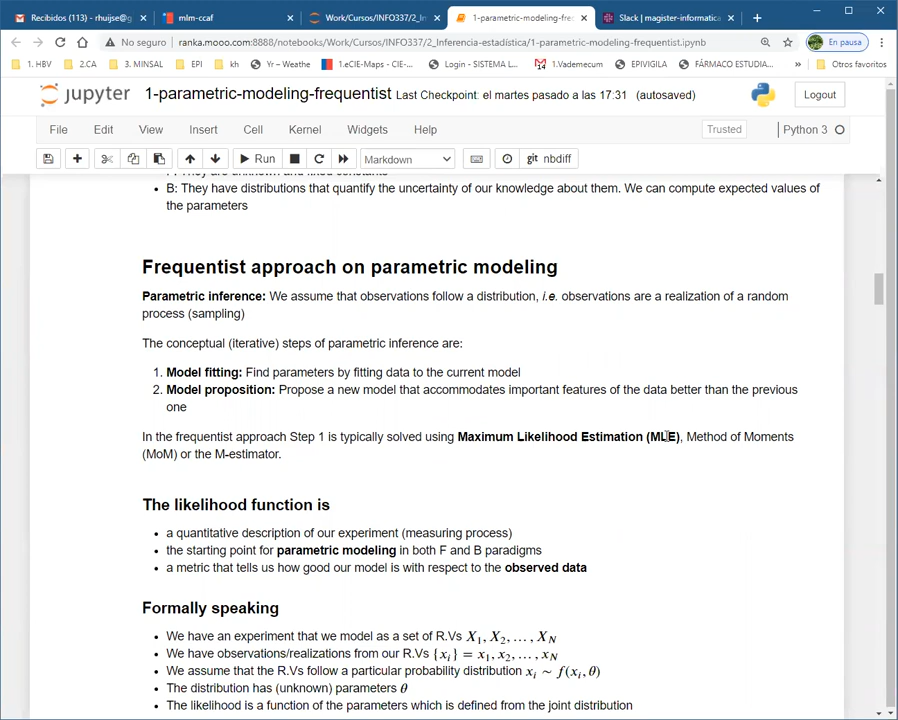 Recibidos (113) - rhuijse@g
mlm-ccaf
Work/Cursos/INFO337/2_In
1-parametric-modeling-fre
Slack | magister-informatica
No seguro
ranka.mooo.com:8888/notebooks/Work/Cursos/INFO337/2_Inferencia-estadística/1-parametric-modeling-frequentist.ipynb
En pausa
1. HBV
2.CA
3. MINSAL
EPI
kh
Yr – Weathe
1.eCIE-Maps - CIE-...
Login - SISTEMA L...
1.Vademecum
EPIVIGILA
FÁRMACO ESTUDIA...
»
Otros favoritos
jupyter 1-parametric-modeling-frequentist Last Checkpoint: el martes pasado a las 17:31 (autosaved)
Logout
File Edit View Insert Cell Kernel Widgets Help
Trusted
Python 3
Run
Markdown
nbdiff
• B: They have distributions that quantify the uncertainty of our knowledge about them. We can compute expected values of
the parameters
Frequentist approach on parametric modeling
Parametric inference: We assume that observations follow a distribution, i.e. observations are a realization of a random
process (sampling)
The conceptual (iterative) steps of parametric inference are:
1. Model fitting: Find parameters by fitting data to the current model
2. Model proposition: Propose a new model that accommodates important features of the data better than the previous
one
In the frequentist approach Step 1 is typically solved using Maximum Likelihood Estimation (MLE), Method of Moments
(MoM) or the M-estimator.
The likelihood function is
• a quantitative description of our experiment (measuring process)
• the starting point for parametric modeling in both F and B paradigms
• a metric that tells us how good our model is with respect to the observed data
Formally speaking
• We have an experiment that we model as a set of R.Vs X₁, X₂, …, X_N
• We have observations/realizations from our R.Vs {xᵢ} = x₁, x₂, …, x_N
• We assume that the R.Vs follow a particular probability distribution xᵢ ~ f(xᵢ, θ)
• The distribution has (unknown) parameters θ
• The likelihood is a function of the parameters which is defined from the joint distribution